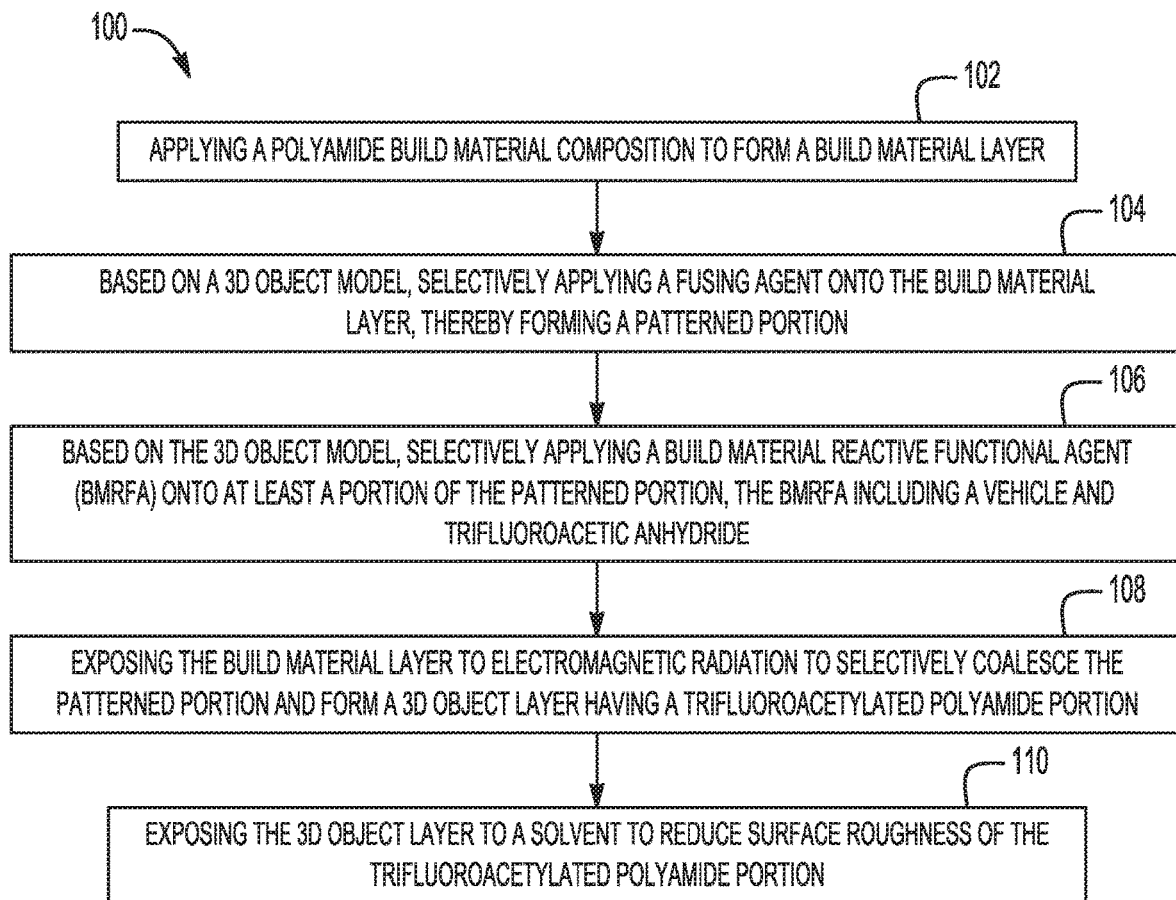 100
102
APPLYING A POLYAMIDE BUILD MATERIAL COMPOSITION TO FORM A BUILD MATERIAL LAYER
104
BASED ON A 3D OBJECT MODEL, SELECTIVELY APPLYING A FUSING AGENT ONTO THE BUILD MATERIAL
LAYER, THEREBY FORMING A PATTERNED PORTION
106
BASED ON THE 3D OBJECT MODEL, SELECTIVELY APPLYING A BUILD MATERIAL REACTIVE FUNCTIONAL AGENT
(BMRFA) ONTO AT LEAST A PORTION OF THE PATTERNED PORTION, THE BMRFA INCLUDING A VEHICLE AND
TRIFLUOROACETIC ANHYDRIDE
108
EXPOSING THE BUILD MATERIAL LAYER TO ELECTROMAGNETIC RADIATION TO SELECTIVELY COALESCE THE
PATTERNED PORTION AND FORM A 3D OBJECT LAYER HAVING A TRIFLUOROACETYLATED POLYAMIDE PORTION
110
EXPOSING THE 3D OBJECT LAYER TO A SOLVENT TO REDUCE SURFACE ROUGHNESS OF THE
TRIFLUOROACETYLATED POLYAMIDE PORTION